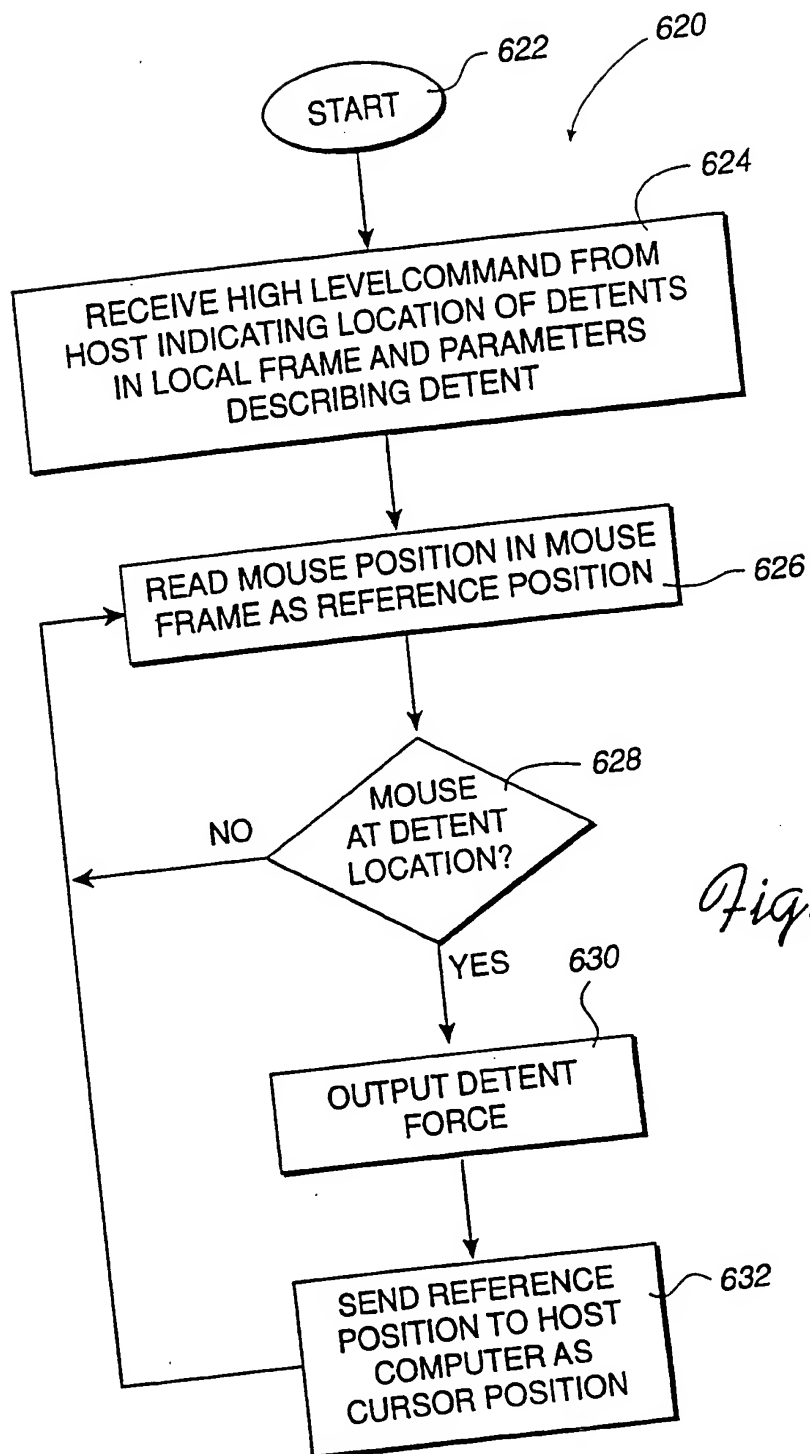 620
622
START
624
RECEIVE HIGH LEVELCOMMAND FROM
HOST INDICATING LOCATION OF DETENTS
IN LOCAL FRAME AND PARAMETERS
DESCRIBING DETENT
READ MOUSE POSITION IN MOUSE
FRAME AS REFERENCE POSITION
626
628
MOUSE
AT DETENT
LOCATION?
NO
Fig.
YES
630
OUTPUT DETENT
FORCE
632
SEND REFERENCE
POSITION TO HOST
COMPUTER AS
CURSOR POSITION